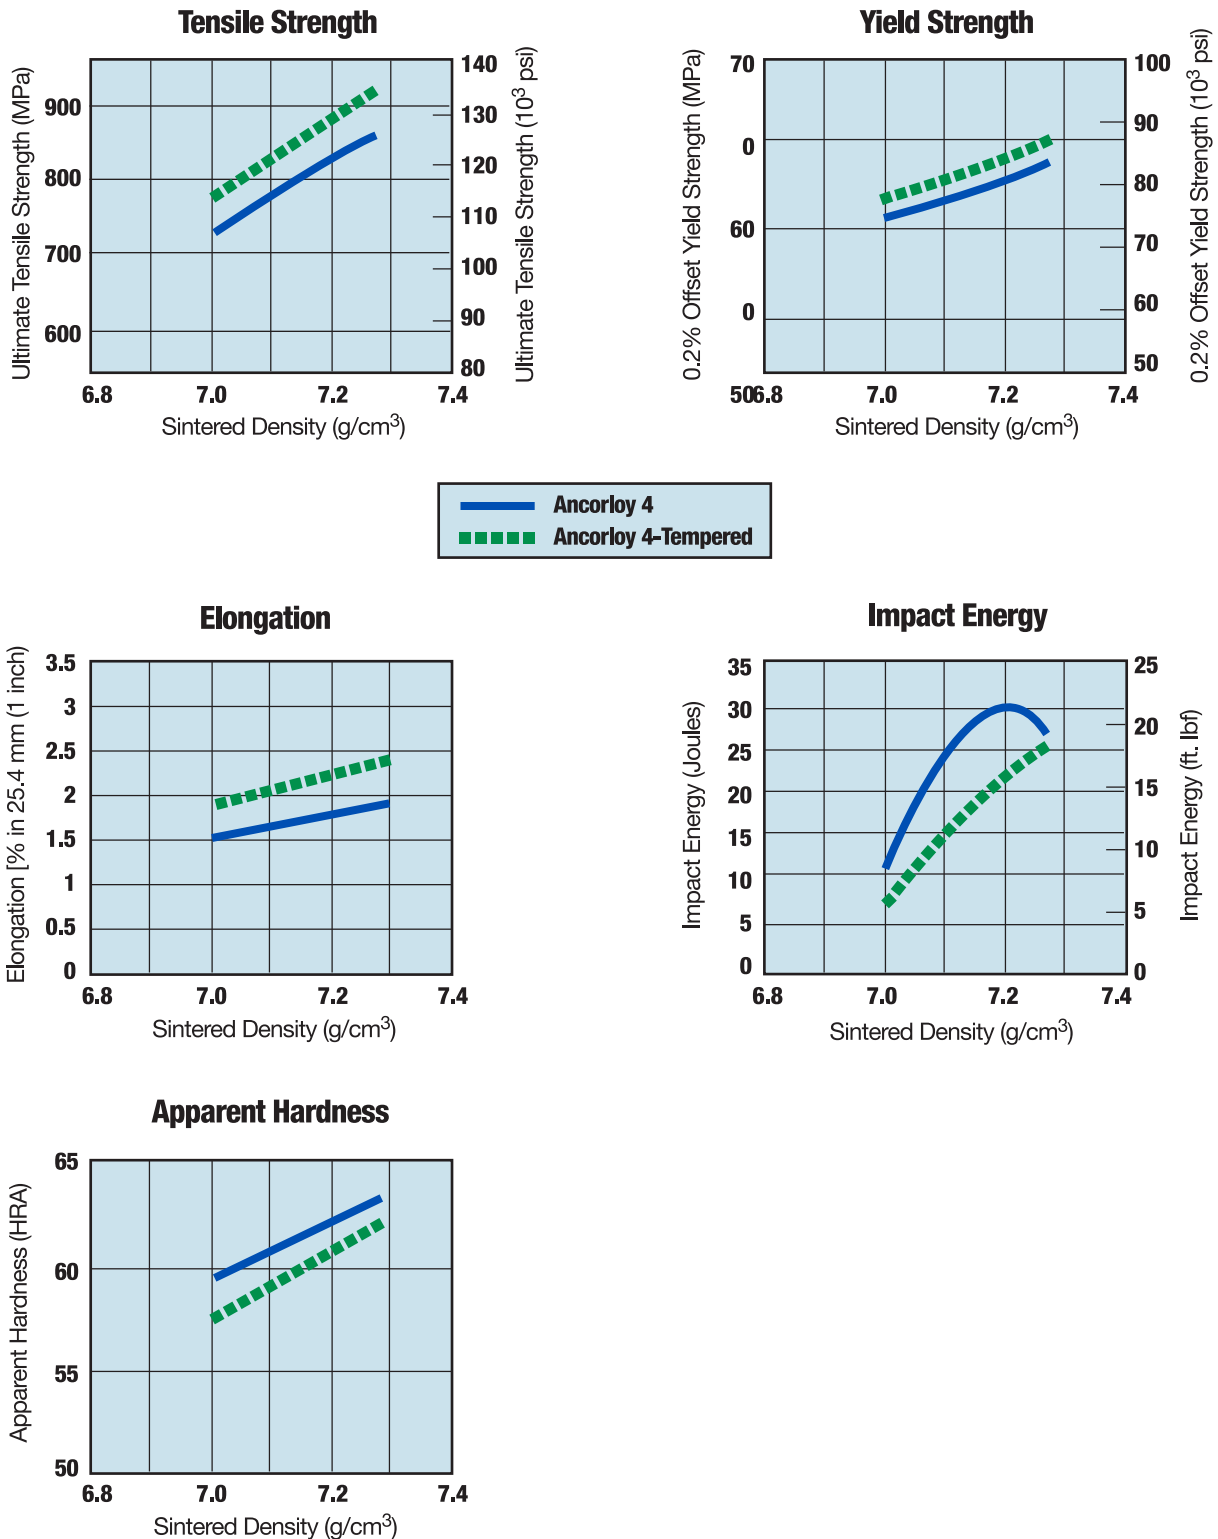 Tensile Strength
Ultimate Tensile Strength (MPa)
900
800
700
600
140
130
120
110
100
90
80
Ultimate Tensile Strength (10³ psi)
6.8 7.0 7.2 7.4
Sintered Density (g/cm³)
Yield Strength
0.2% Offset Yield Strength (MPa)
70
0
60
0
50
100
90
80
70
60
50
0.2% Offset Yield Strength (10³ psi)
6.8 7.0 7.2 7.4
Sintered Density (g/cm³)
Ancorloy 4
Ancorloy 4-Tempered
Elongation
Elongation [% in 25.4 mm (1 inch)
3.5
3
2.5
2
1.5
1
0.5
0
6.8 7.0 7.2 7.4
Sintered Density (g/cm³)
Impact Energy
Impact Energy (Joules)
35
30
25
20
15
10
5
0
25
20
15
10
5
0
Impact Energy (ft. lbf)
6.8 7.0 7.2 7.4
Sintered Density (g/cm³)
Apparent Hardness
Apparent Hardness (HRA)
65
60
55
50
6.8 7.0 7.2 7.4
Sintered Density (g/cm³)